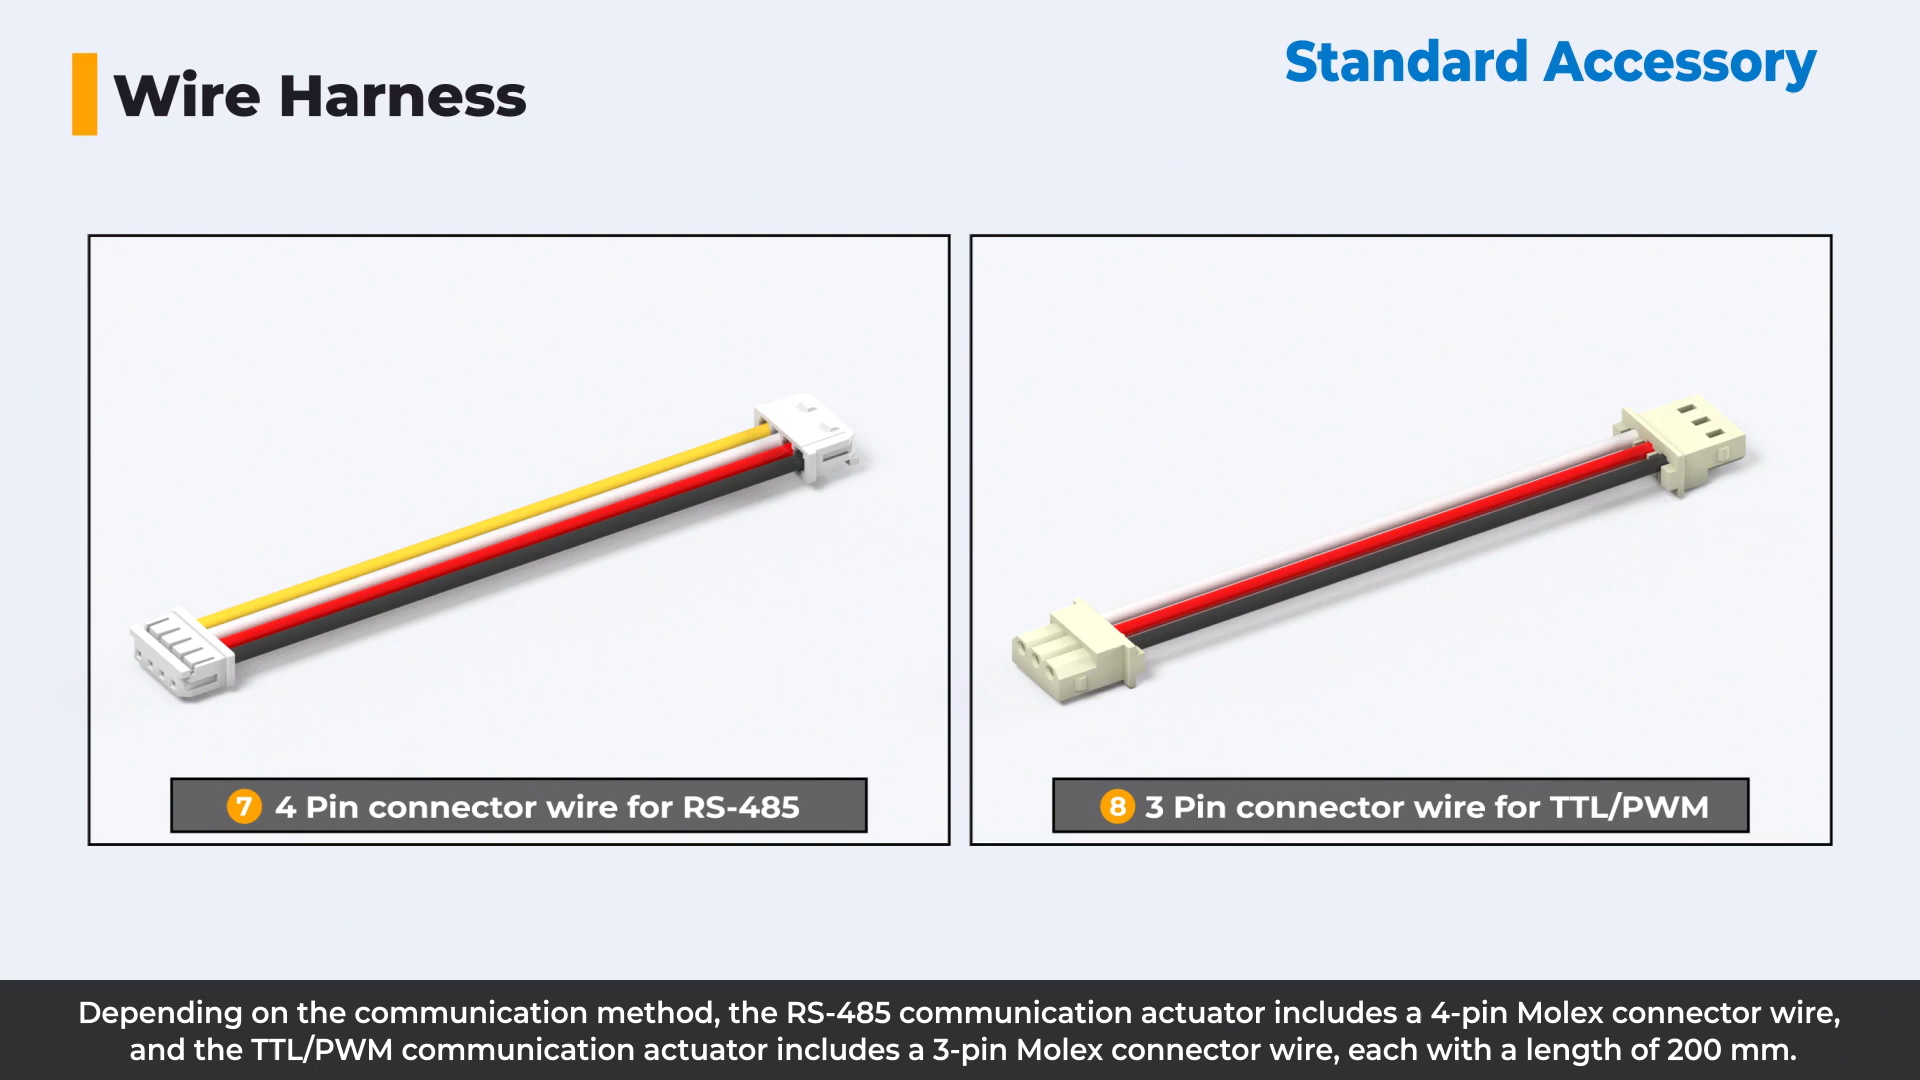 Wire Harness
Standard Accessory
7 4 Pin connector wire for RS-485
8 3 Pin connector wire for TTL/PWM
Depending on the communication method, the RS-485 communication actuator includes a 4-pin Molex connector wire,
and the TTL/PWM communication actuator includes a 3-pin Molex connector wire, each with a length of 200 mm.